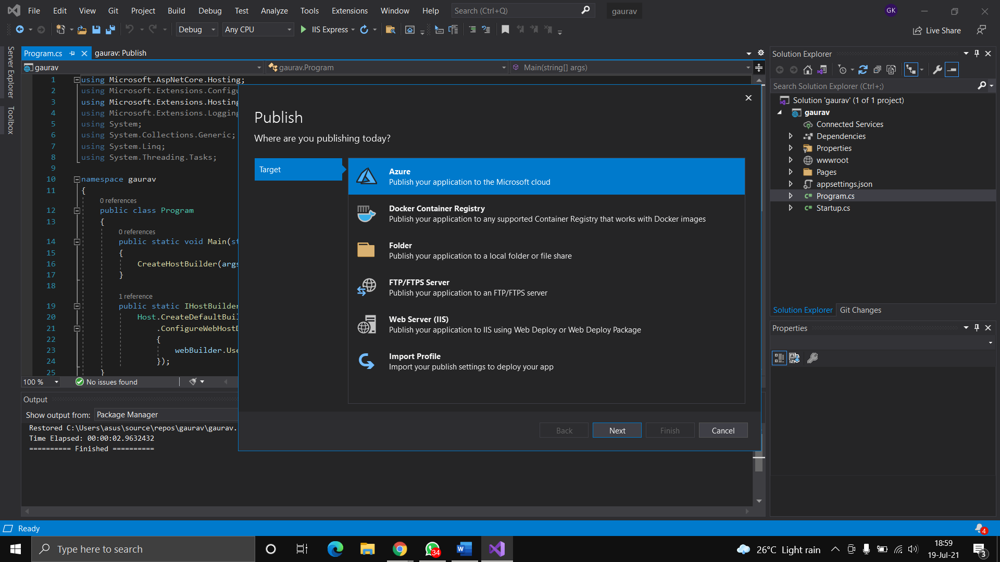 File Edit View Git Project Build Debug Test Analyze Tools Extensions Window Help Search (Ctrl+Q) gaurav GK
Debug Any CPU IIS Express Live Share
Server Explorer
Toolbox
Program.cs gaurav: Publish
gaurav gaurav.Program Main(string[] args)
1 using Microsoft.AspNetCore.Hosting;
2 using Microsoft.Extensions.Configu
3 using Microsoft.Extensions.Hosting
4 using Microsoft.Extensions.Logging
5 using System;
6 using System.Collections.Generic;
7 using System.Linq;
8 using System.Threading.Tasks;
9
10 namespace gaurav
11 {
0 references
12 public class Program
13 {
0 references
14 public static void Main(st
15 {
16 CreateHostBuilder(args
17 }
18
1 reference
19 public static IHostBuilder
20 Host.CreateDefaultBuil
21 .ConfigureWebHostD
22 {
23 webBuilder.Use
24 });
25 }
100 % No issues found
Output
Show output from: Package Manager
Restored C:\Users\asus\source\repos\gaurav\gaurav.
Time Elapsed: 00:00:02.9632432
========== Finished ==========
Publish
Where are you publishing today?
Target
Azure
Publish your application to the Microsoft cloud
Docker Container Registry
Publish your application to any supported Container Registry that works with Docker images
Folder
Publish your application to a local folder or file share
FTP/FTPS Server
Publish your application to an FTP/FTPS server
Web Server (IIS)
Publish your application to IIS using Web Deploy or Web Deploy Package
Import Profile
Import your publish settings to deploy your app
Back Next Finish Cancel
Solution Explorer
Search Solution Explorer (Ctrl+;)
Solution 'gaurav' (1 of 1 project)
gaurav
Connected Services
Dependencies
Properties
wwwroot
Pages
appsettings.json
C# Program.cs
C# Startup.cs
Solution Explorer Git Changes
Properties
Ready 4
Type here to search 34 26°C Light rain 18:59
19-Jul-21 3